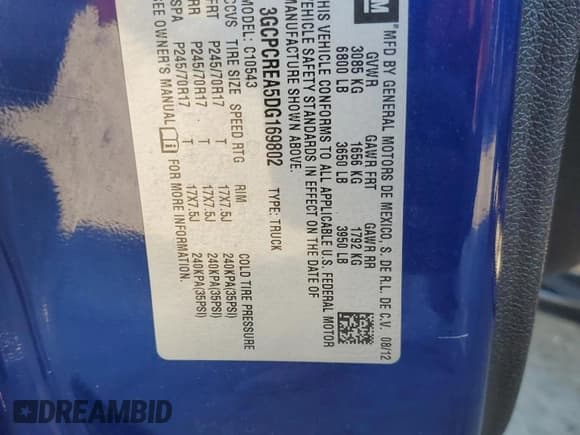 GM
MFD BY GENERAL MOTORS DE MEXICO, S. DE R.L. DE C.V. 08/12
GVWR GAWR FRT GAWR RR
3085 KG 1656 KG 1792 KG
6800 LB 3650 LB 3950 LB
THIS VEHICLE CONFORMS TO ALL APPLICABLE U.S. FEDERAL MOTOR
VEHICLE SAFETY STANDARDS IN EFFECT ON THE DATE OF
MANUFACTURE SHOWN ABOVE.
3GCPCREA5DG169802 TYPE: TRUCK
MODEL: C10543
CCVS TIRE SIZE SPEED RTG RIM COLD TIRE PRESSURE
FRT P245/70R17 T 17X7.5J 240KPA(35PSI)
RR P245/70R17 T 17X7.5J 240KPA(35PSI)
SPA P245/70R17 T 17X7.5J 240KPA(35PSI)
SEE OWNER'S MANUAL FOR MORE INFORMATION.
DREAMBID